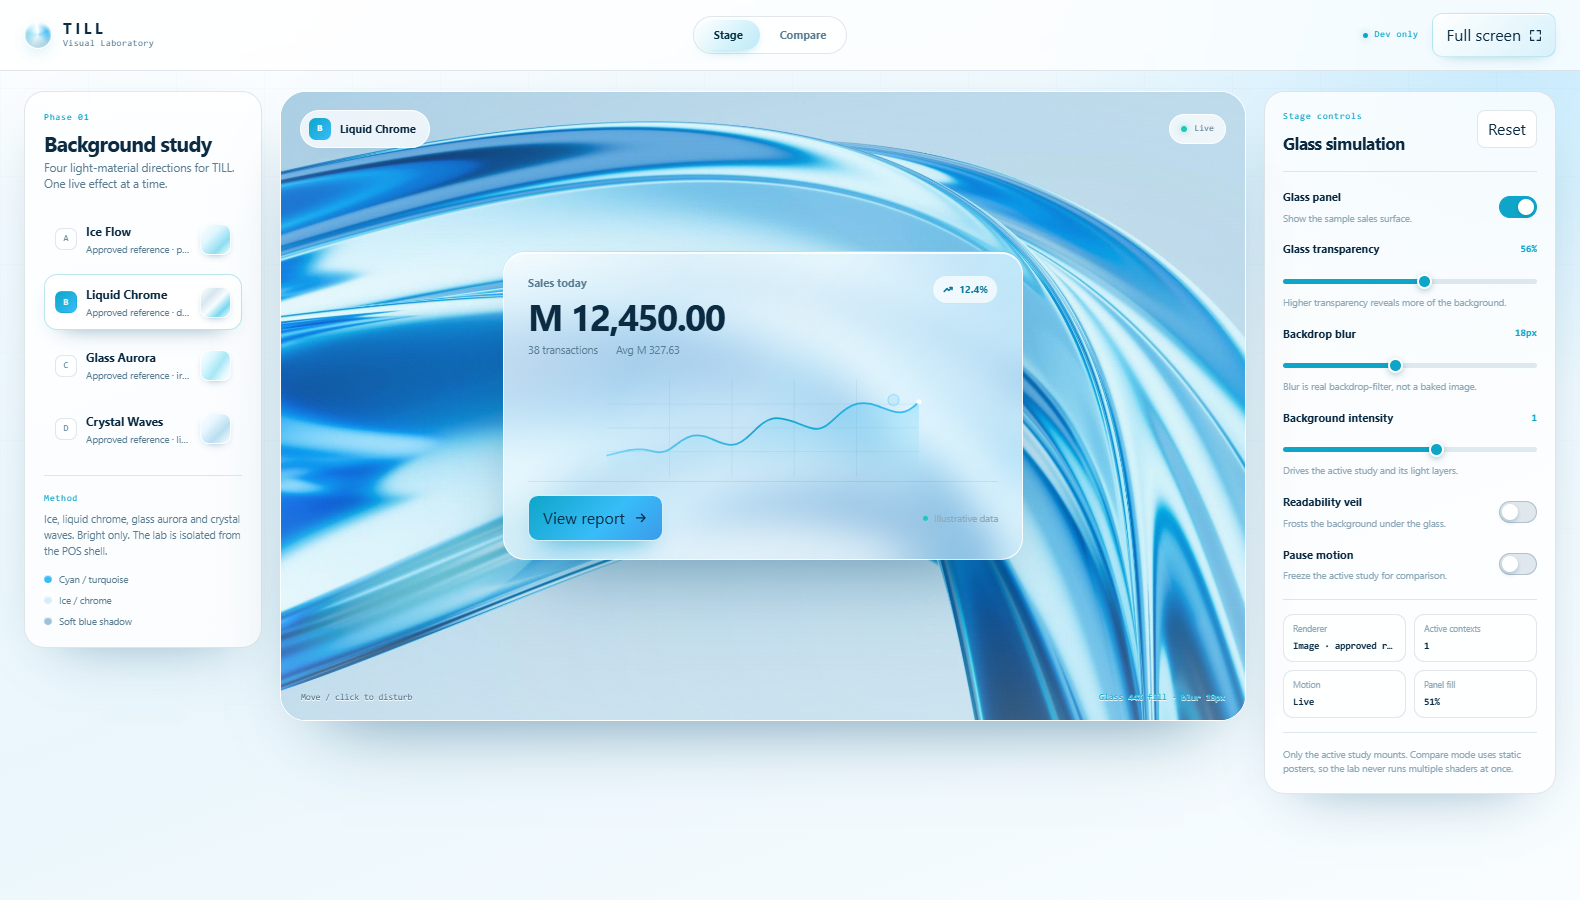 TILL
Visual Laboratory
Stage
Compare
Dev only
Full screen
Phase 01
Background study
Four light-material directions for TILL.
One live effect at a time.
A
Ice Flow
Approved reference · p...
B
Liquid Chrome
Approved reference · d...
C
Glass Aurora
Approved reference · ir...
D
Crystal Waves
Approved reference · li...
Method
Ice, liquid chrome, glass aurora and crystal
waves. Bright only. The lab is isolated from
the POS shell.
Cyan / turquoise
Ice / chrome
Soft blue shadow
B
Liquid Chrome
Live
Sales today
12.4%
M 12,450.00
38 transactions
Avg M 327.63
View report
Illustrative data
Move / click to disturb
Glass 44% fill · blur 18px
Stage controls
Glass simulation
Reset
Glass panel
Show the sample sales surface.
Glass transparency
56%
Higher transparency reveals more of the background.
Backdrop blur
18px
Blur is real backdrop-filter, not a baked image.
Background intensity
1
Drives the active study and its light layers.
Readability veil
Frosts the background under the glass.
Pause motion
Freeze the active study for comparison.
Renderer
Image · approved r…
Active contexts
1
Motion
Live
Panel fill
51%
Only the active study mounts. Compare mode uses static
posters, so the lab never runs multiple shaders at once.